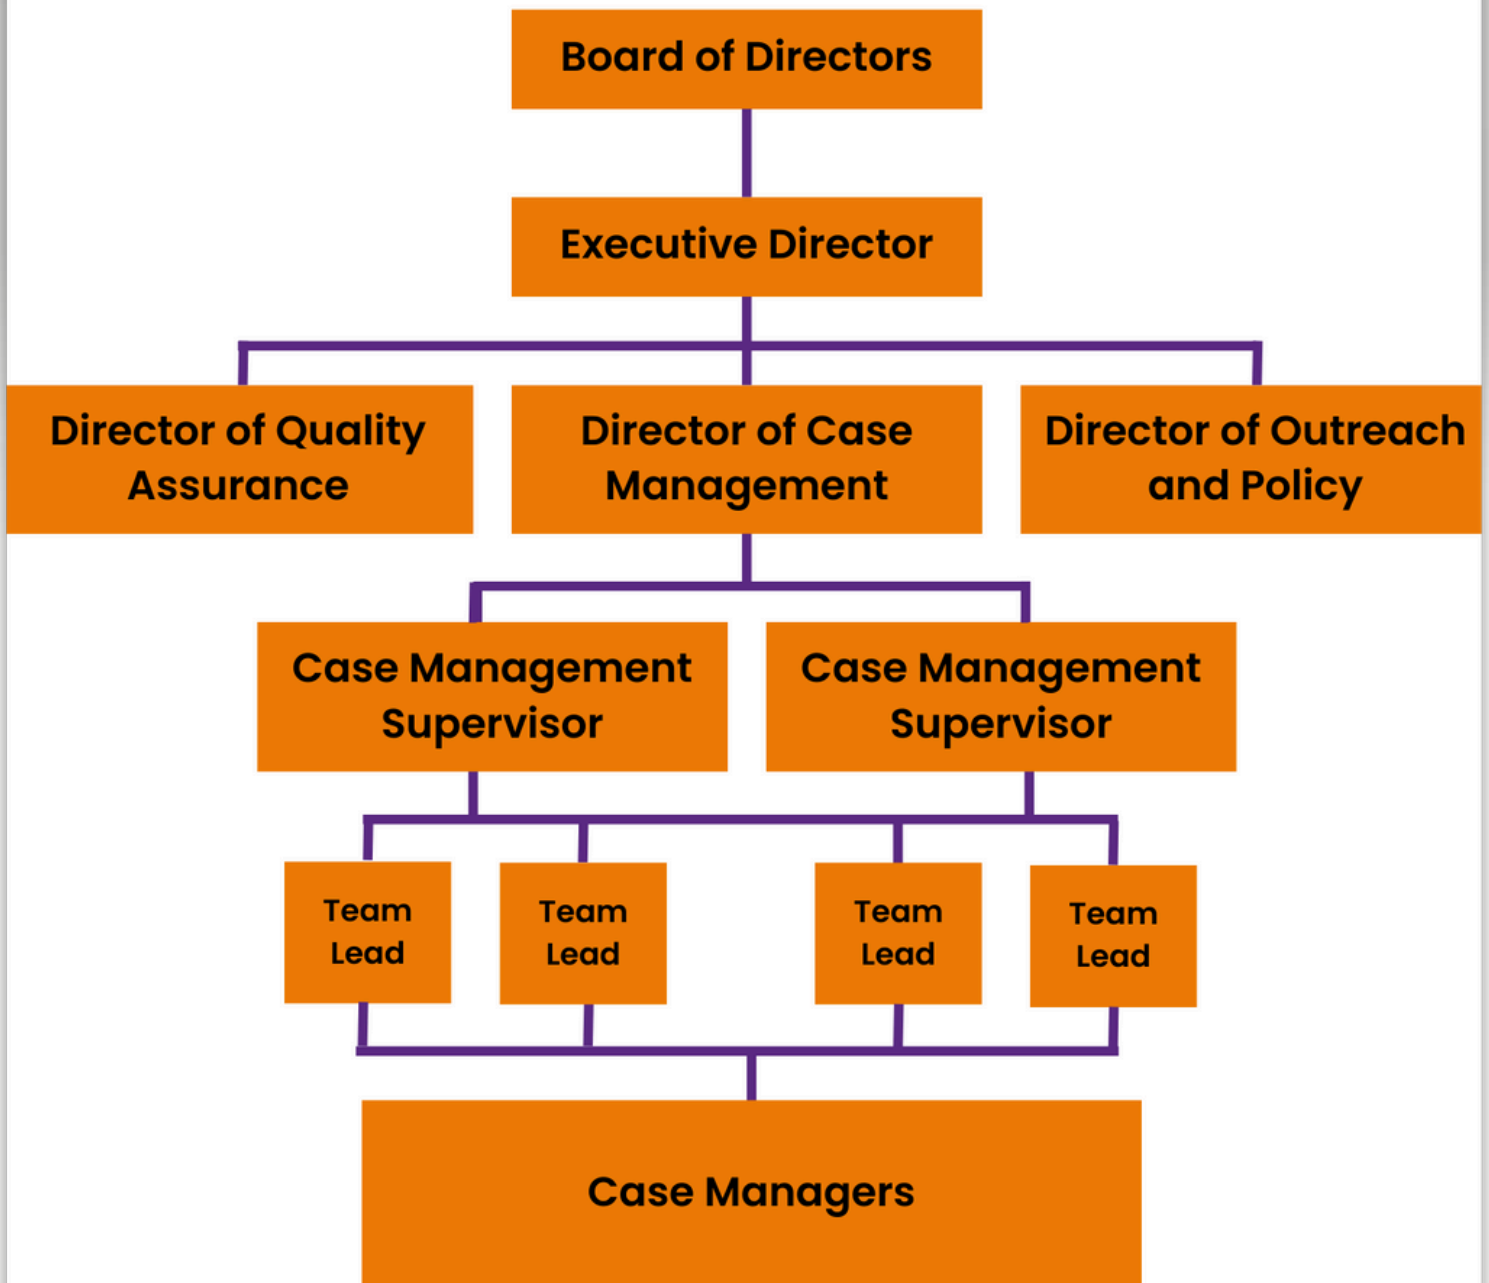 Board of Directors
Executive Director
Director of Quality
Assurance
Director of Case
Management
Director of Outreach
and Policy
Case Management
Supervisor
Case Management
Supervisor
Team
Lead
Team
Lead
Team
Lead
Team
Lead
Case Managers